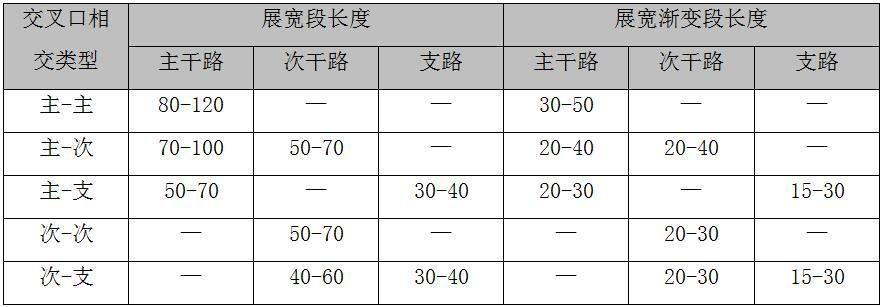 交叉口相交类型 展宽段长度 展宽渐变段长度
主干路 次干路 支路 主干路 次干路 支路
主-主 80-120 — — 30-50 — —
主-次 70-100 50-70 — 20-40 20-40 —
主-支 50-70 — 30-40 20-30 — 15-30
次-次 — 50-70 — — 20-30 —
次-支 — 40-60 30-40 — 20-30 15-30